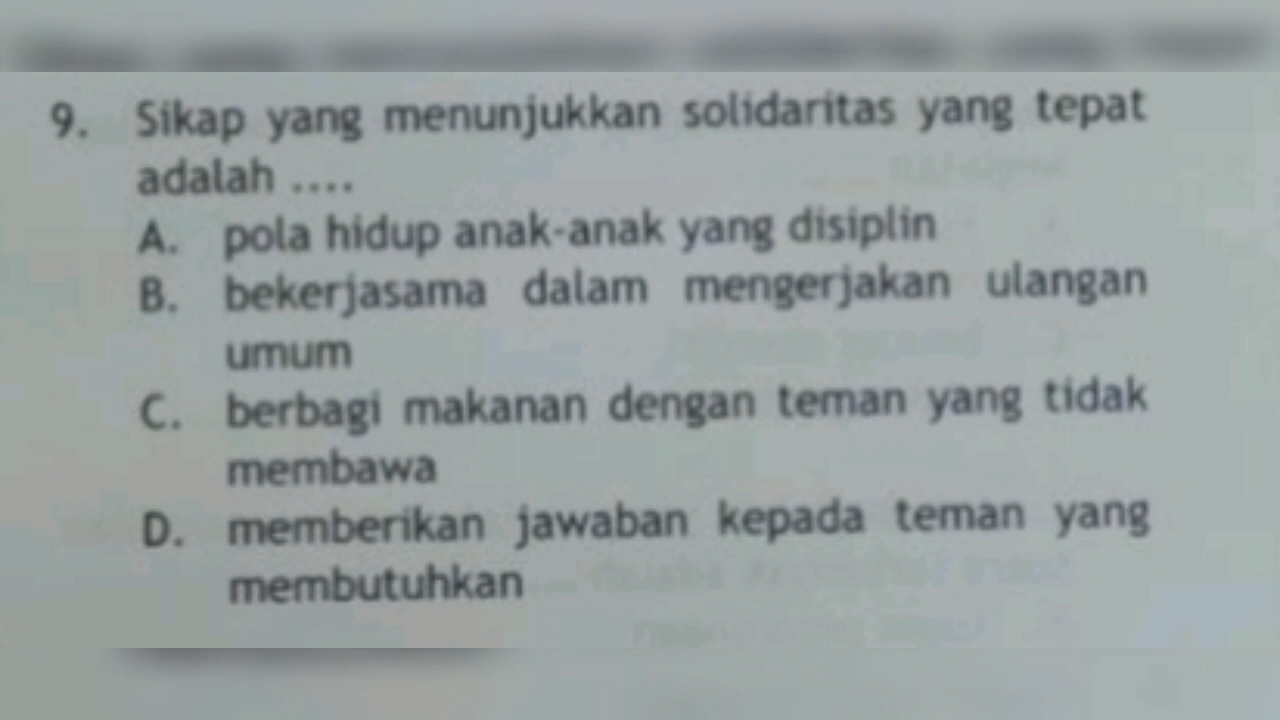 9. Sikap yang menunjukkan solidaritas yang tepat
adalah ....
A. pola hidup anak-anak yang disiplin
B. bekerjasama dalam mengerjakan ulangan
umum
C. berbagi makanan dengan teman yang tidak
membawa
D. memberikan jawaban kepada teman yang
membutuhkan